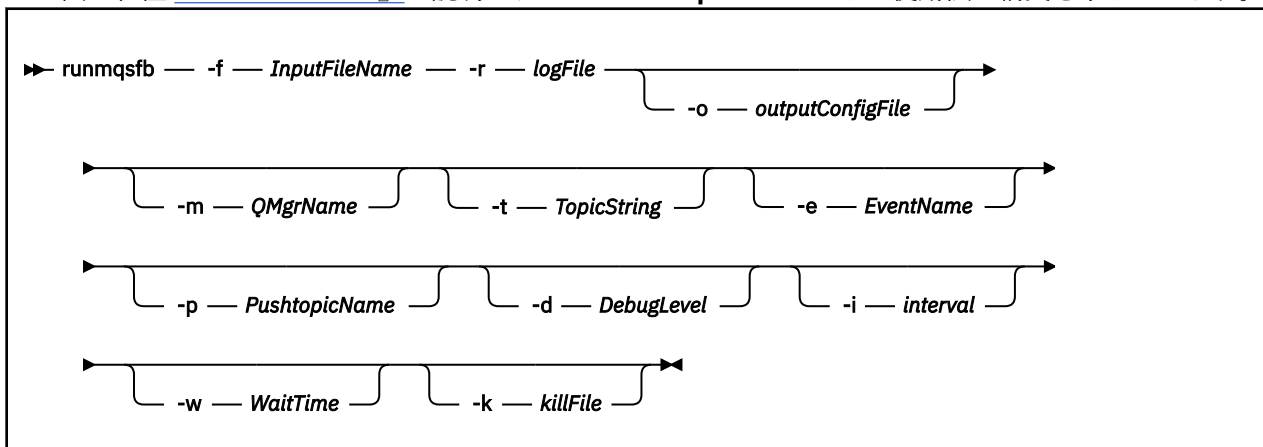 runmqsfb — -f — InputFileName — -r — logFile
-o — outputConfigFile
-m — QMgrName
-t — TopicString
-e — EventName
-p — PushtopicName
-d — DebugLevel
-i — interval
-w — WaitTime
-k — killFile